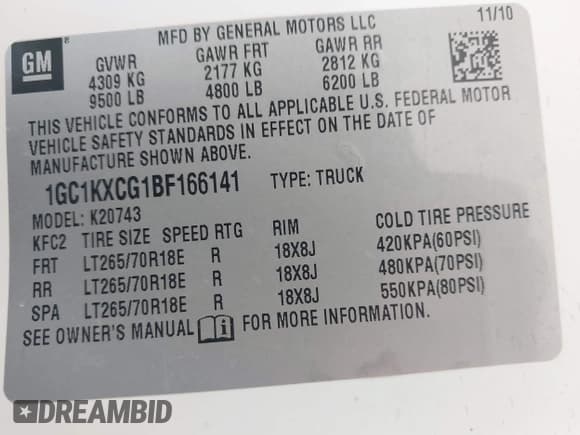 MFD BY GENERAL MOTORS LLC 11/10
GM ®
GVWR GAWR FRT GAWR RR
4309 KG 2177 KG 2812 KG
9500 LB 4800 LB 6200 LB
THIS VEHICLE CONFORMS TO ALL APPLICABLE U.S. FEDERAL MOTOR
VEHICLE SAFETY STANDARDS IN EFFECT ON THE DATE OF
MANUFACTURE SHOWN ABOVE.
1GC1KXCG1BF166141 TYPE: TRUCK
MODEL: K20743
KFC2 TIRE SIZE SPEED RTG RIM COLD TIRE PRESSURE
FRT LT265/70R18E R 18X8J 420KPA(60PSI)
RR LT265/70R18E R 18X8J 480KPA(70PSI)
SPA LT265/70R18E R 18X8J 550KPA(80PSI)
SEE OWNER'S MANUAL i FOR MORE INFORMATION.
DREAMBID